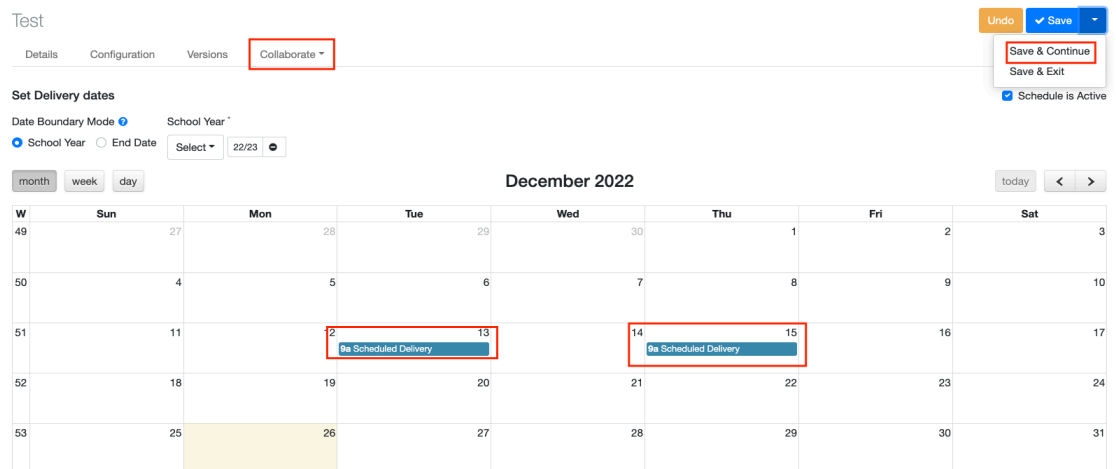 Test
Undo
Save
Details Configuration Versions Collaborate
Save & Continue
Save & Exit
Set Delivery dates
Schedule is Active
Date Boundary Mode School Year *
School Year End Date Select 22/23
month week day
December 2022
today
W Sun Mon Tue Wed Thu Fri Sat
49 27 28 29 30 1 2 3
50 4 5 6 7 8 9 10
51 11 12 13 14 15 16 17
9a Scheduled Delivery 9a Scheduled Delivery
52 18 19 20 21 22 23 24
53 25 26 27 28 29 30 31